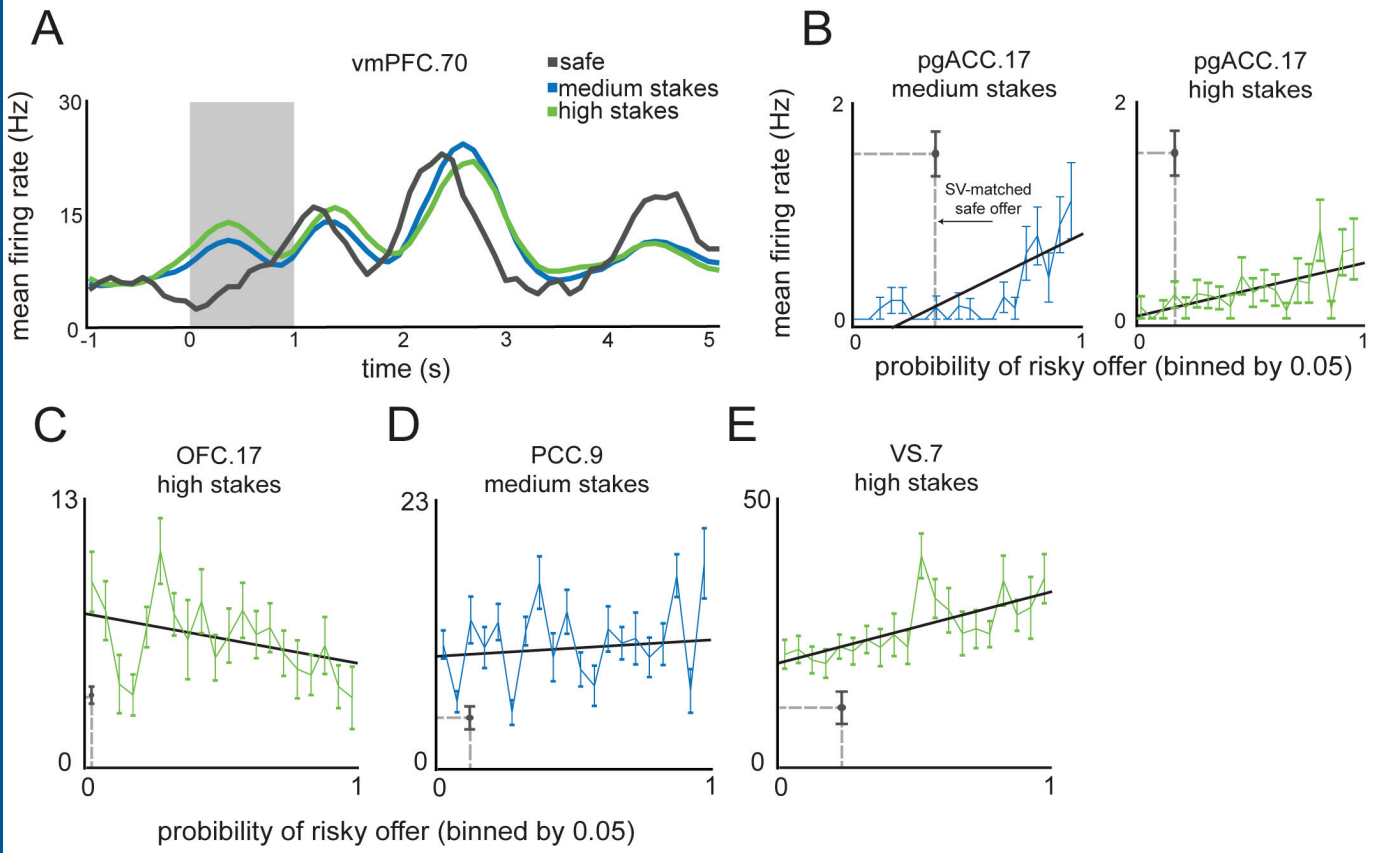 A
vmPFC.70
safe
medium stakes
high stakes
mean firing rate (Hz)
30
15
0
-1 0 1 2 3 4 5
time (s)
B
pgACC.17
medium stakes
mean firing rate (Hz)
2
0
SV-matched
safe offer
0 1
pgACC.17
high stakes
2
0
0 1
probibility of risky offer (binned by 0.05)
C
OFC.17
high stakes
13
0
0 1
D
PCC.9
medium stakes
23
0
0 1
E
VS.7
high stakes
50
0
0 1
probibility of risky offer (binned by 0.05)